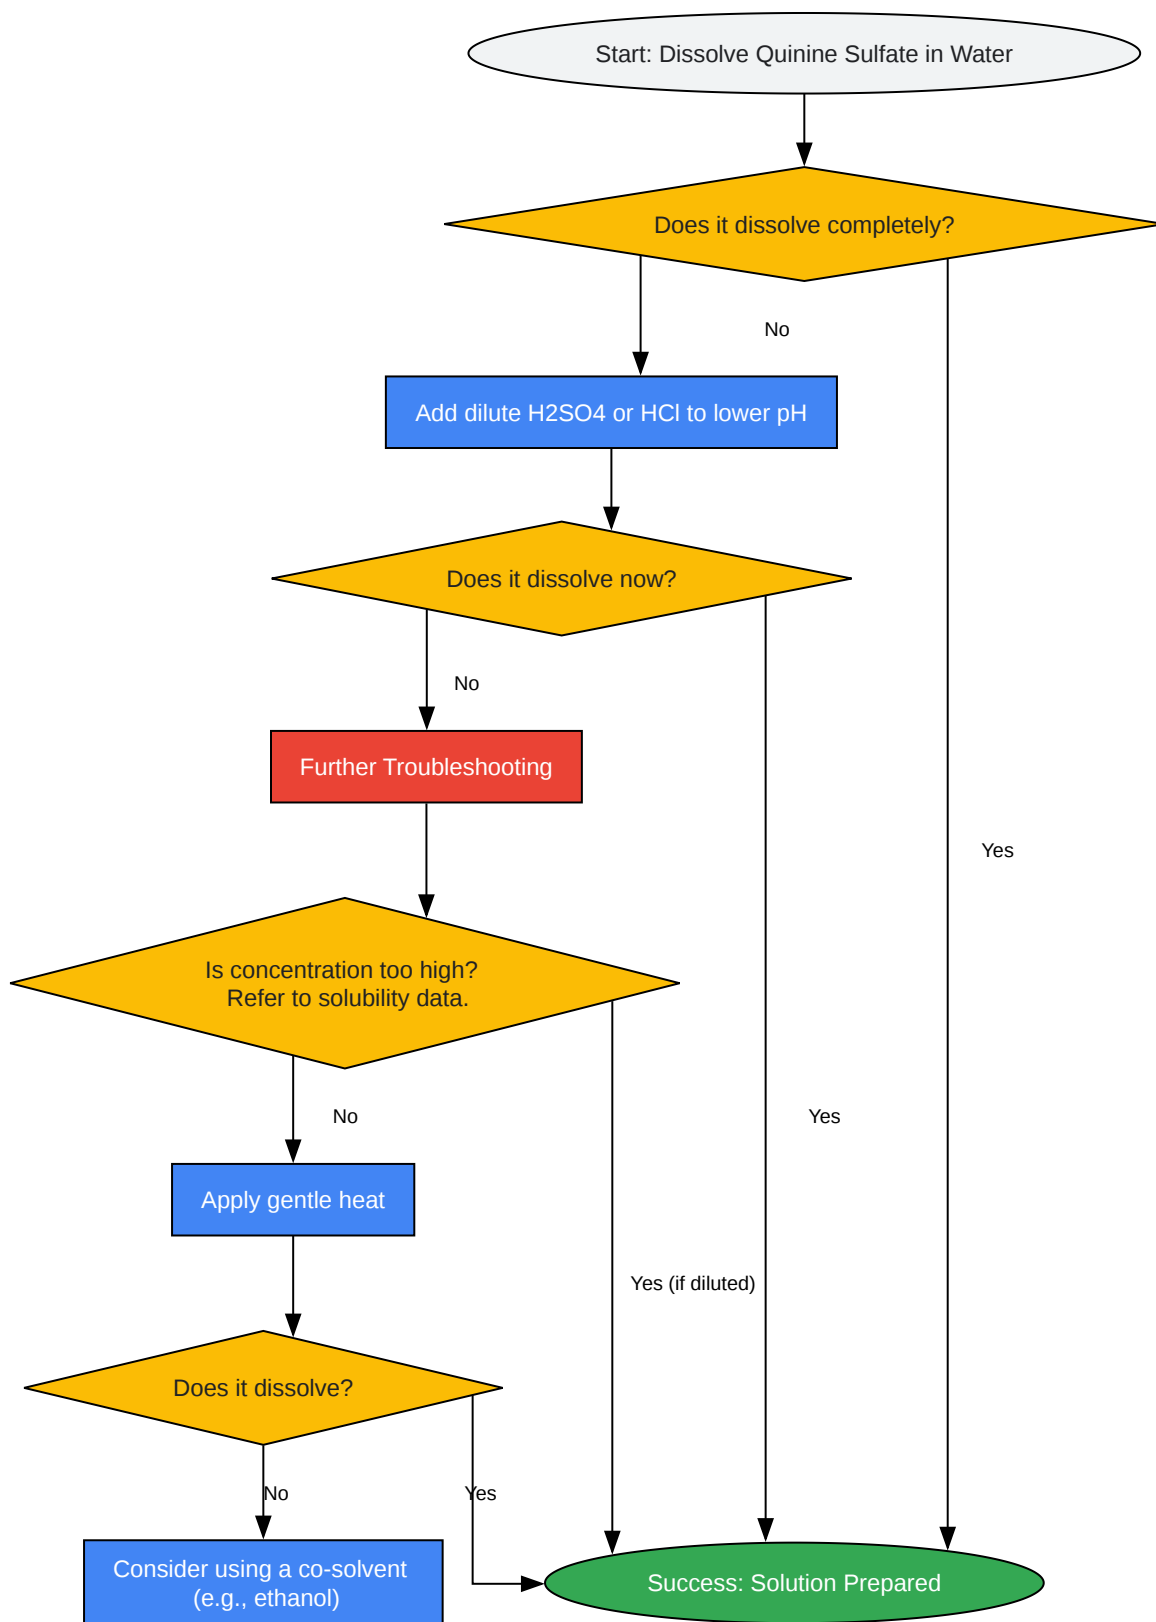 Start: Dissolve Quinine Sulfate in Water
Does it dissolve completely?
No
Add dilute H2SO4 or HCl to lower pH
Does it dissolve now?
No
Further Troubleshooting
Yes
Is concentration too high?
Refer to solubility data.
No
Yes
Apply gentle heat
Yes (if diluted)
Does it dissolve?
No
Yes
Consider using a co-solvent
(e.g., ethanol)
Success: Solution Prepared